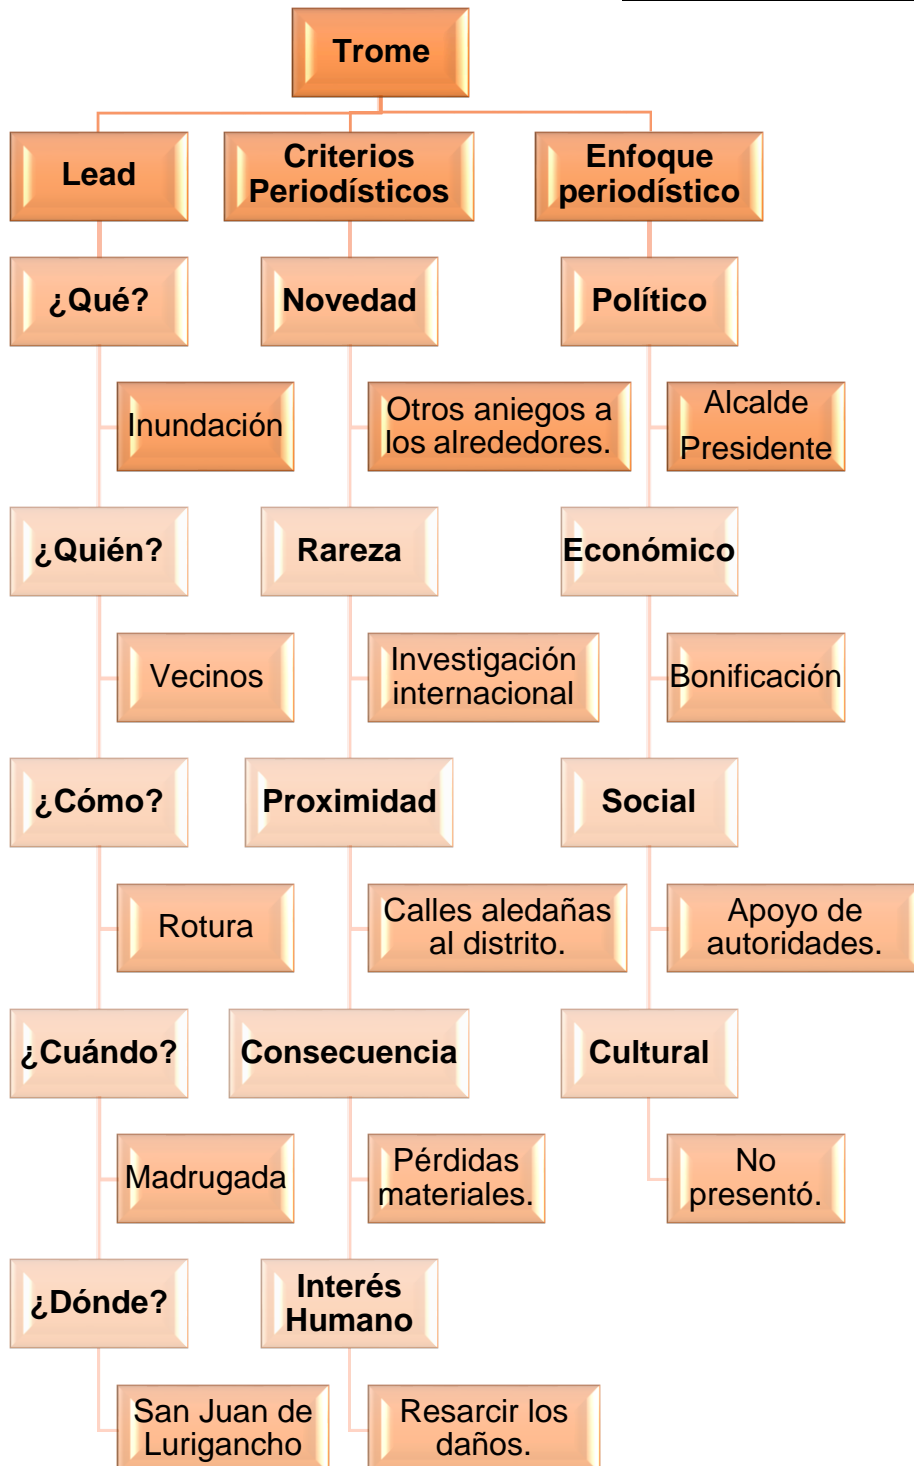 Trome
Lead
Criterios
Periodísticos
Enfoque
periodístico
¿Qué?
Novedad
Político
Inundación
Otros aniegos a
los alrededores.
Alcalde
Presidente
¿Quién?
Rareza
Económico
Vecinos
Investigación
internacional
Bonificación
¿Cómo?
Proximidad
Social
Rotura
Calles aledañas
al distrito.
Apoyo de
autoridades.
¿Cuándo?
Consecuencia
Cultural
Madrugada
Pérdidas
materiales.
No
presentó.
¿Dónde?
Interés
Humano
San Juan de
Lurigancho
Resarcir los
daños.